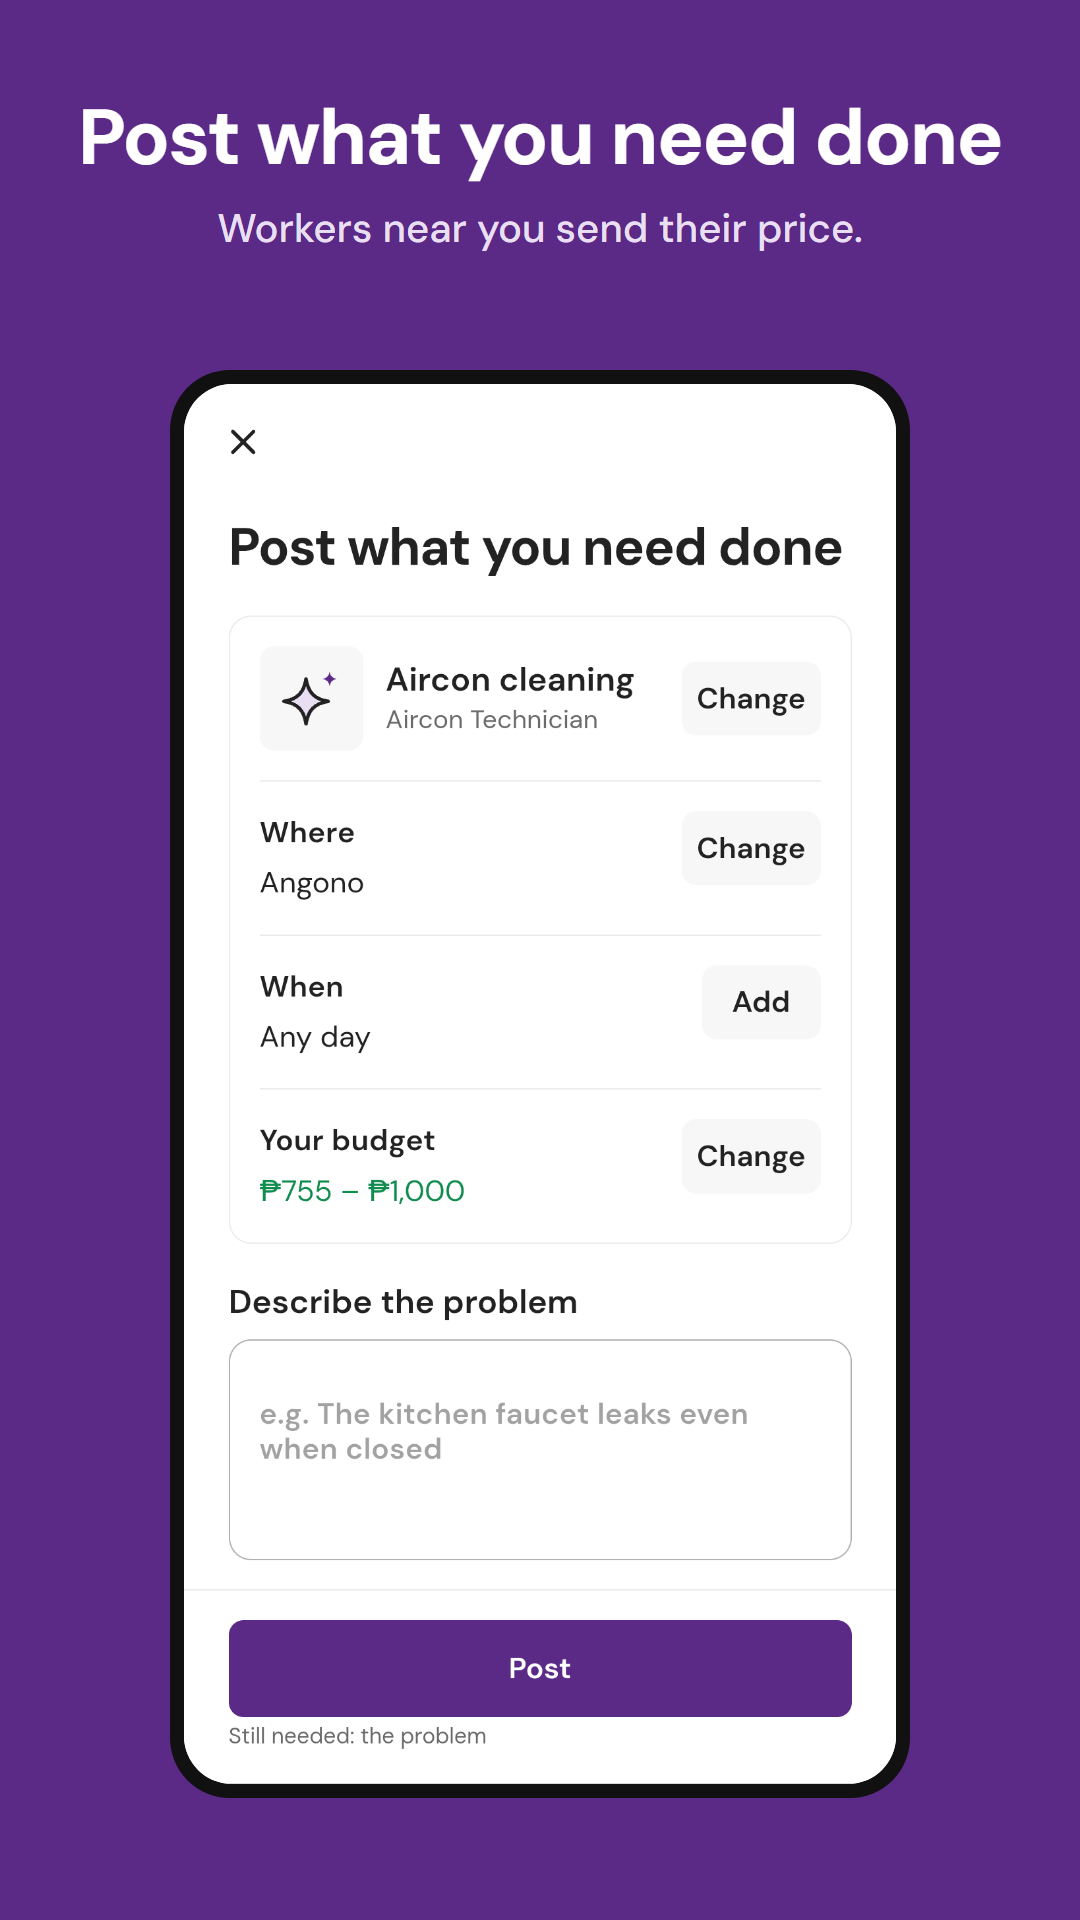 Post what you need done
Workers near you send their price.
Post what you need done
Aircon cleaning
Aircon Technician
Change
Where
Angono
Change
When
Any day
Add
Your budget
₱755 – ₱1,000
Change
Describe the problem
e.g. The kitchen faucet leaks even
when closed
Post
Still needed: the problem